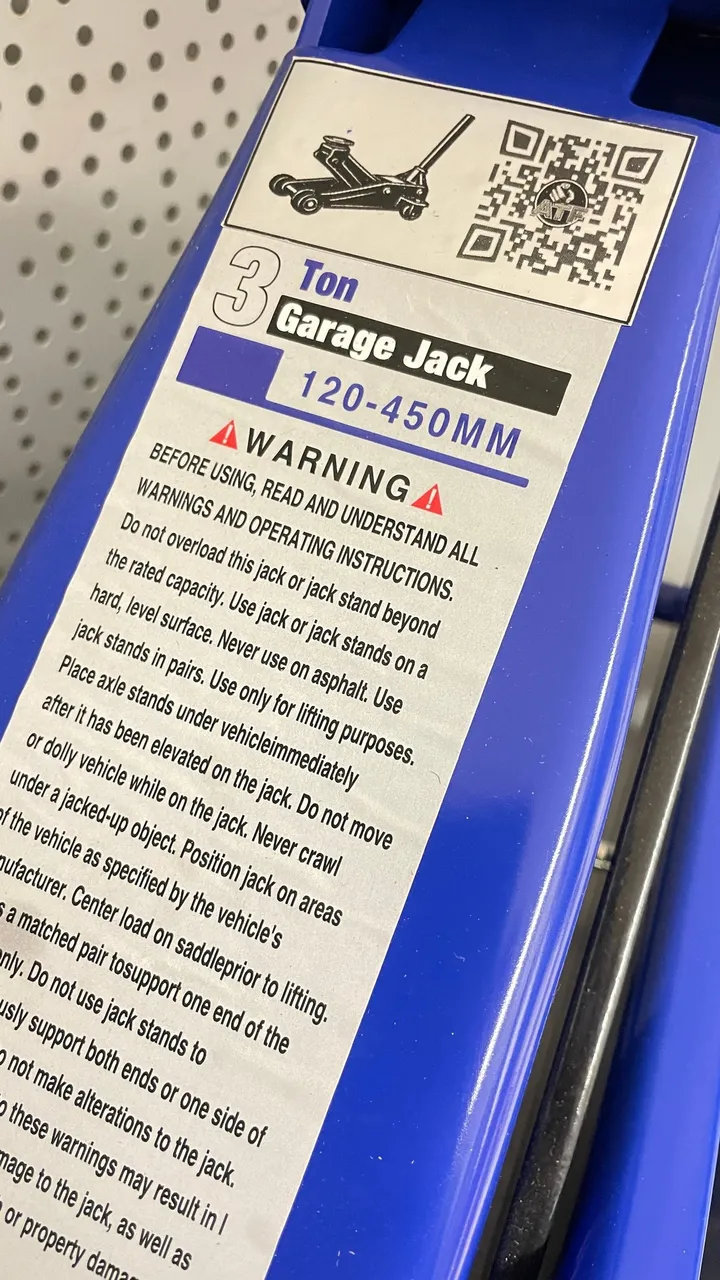 ATF
3 Ton
Garage Jack
120-450MM
WARNING
BEFORE USING, READ AND UNDERSTAND ALL
WARNINGS AND OPERATING INSTRUCTIONS.
Do not overload this jack or jack stand beyond
the rated capacity. Use jack or jack stands on a
hard, level surface. Never use on asphalt. Use
jack stands in pairs. Use only for lifting purposes.
Place axle stands under vehicleimmediately
after it has been elevated on the jack. Do not move
or dolly vehicle while on the jack. Never crawl
under a jacked-up object. Position jack on areas
of the vehicle as specified by the vehicle's
Center load on saddleprior to lifting.
a matched pair tosupport one end of the
Do not use jack stands to
support both ends or one side of
not make alterations to the jack.
these warnings may result in
to the jack, as well as
or property